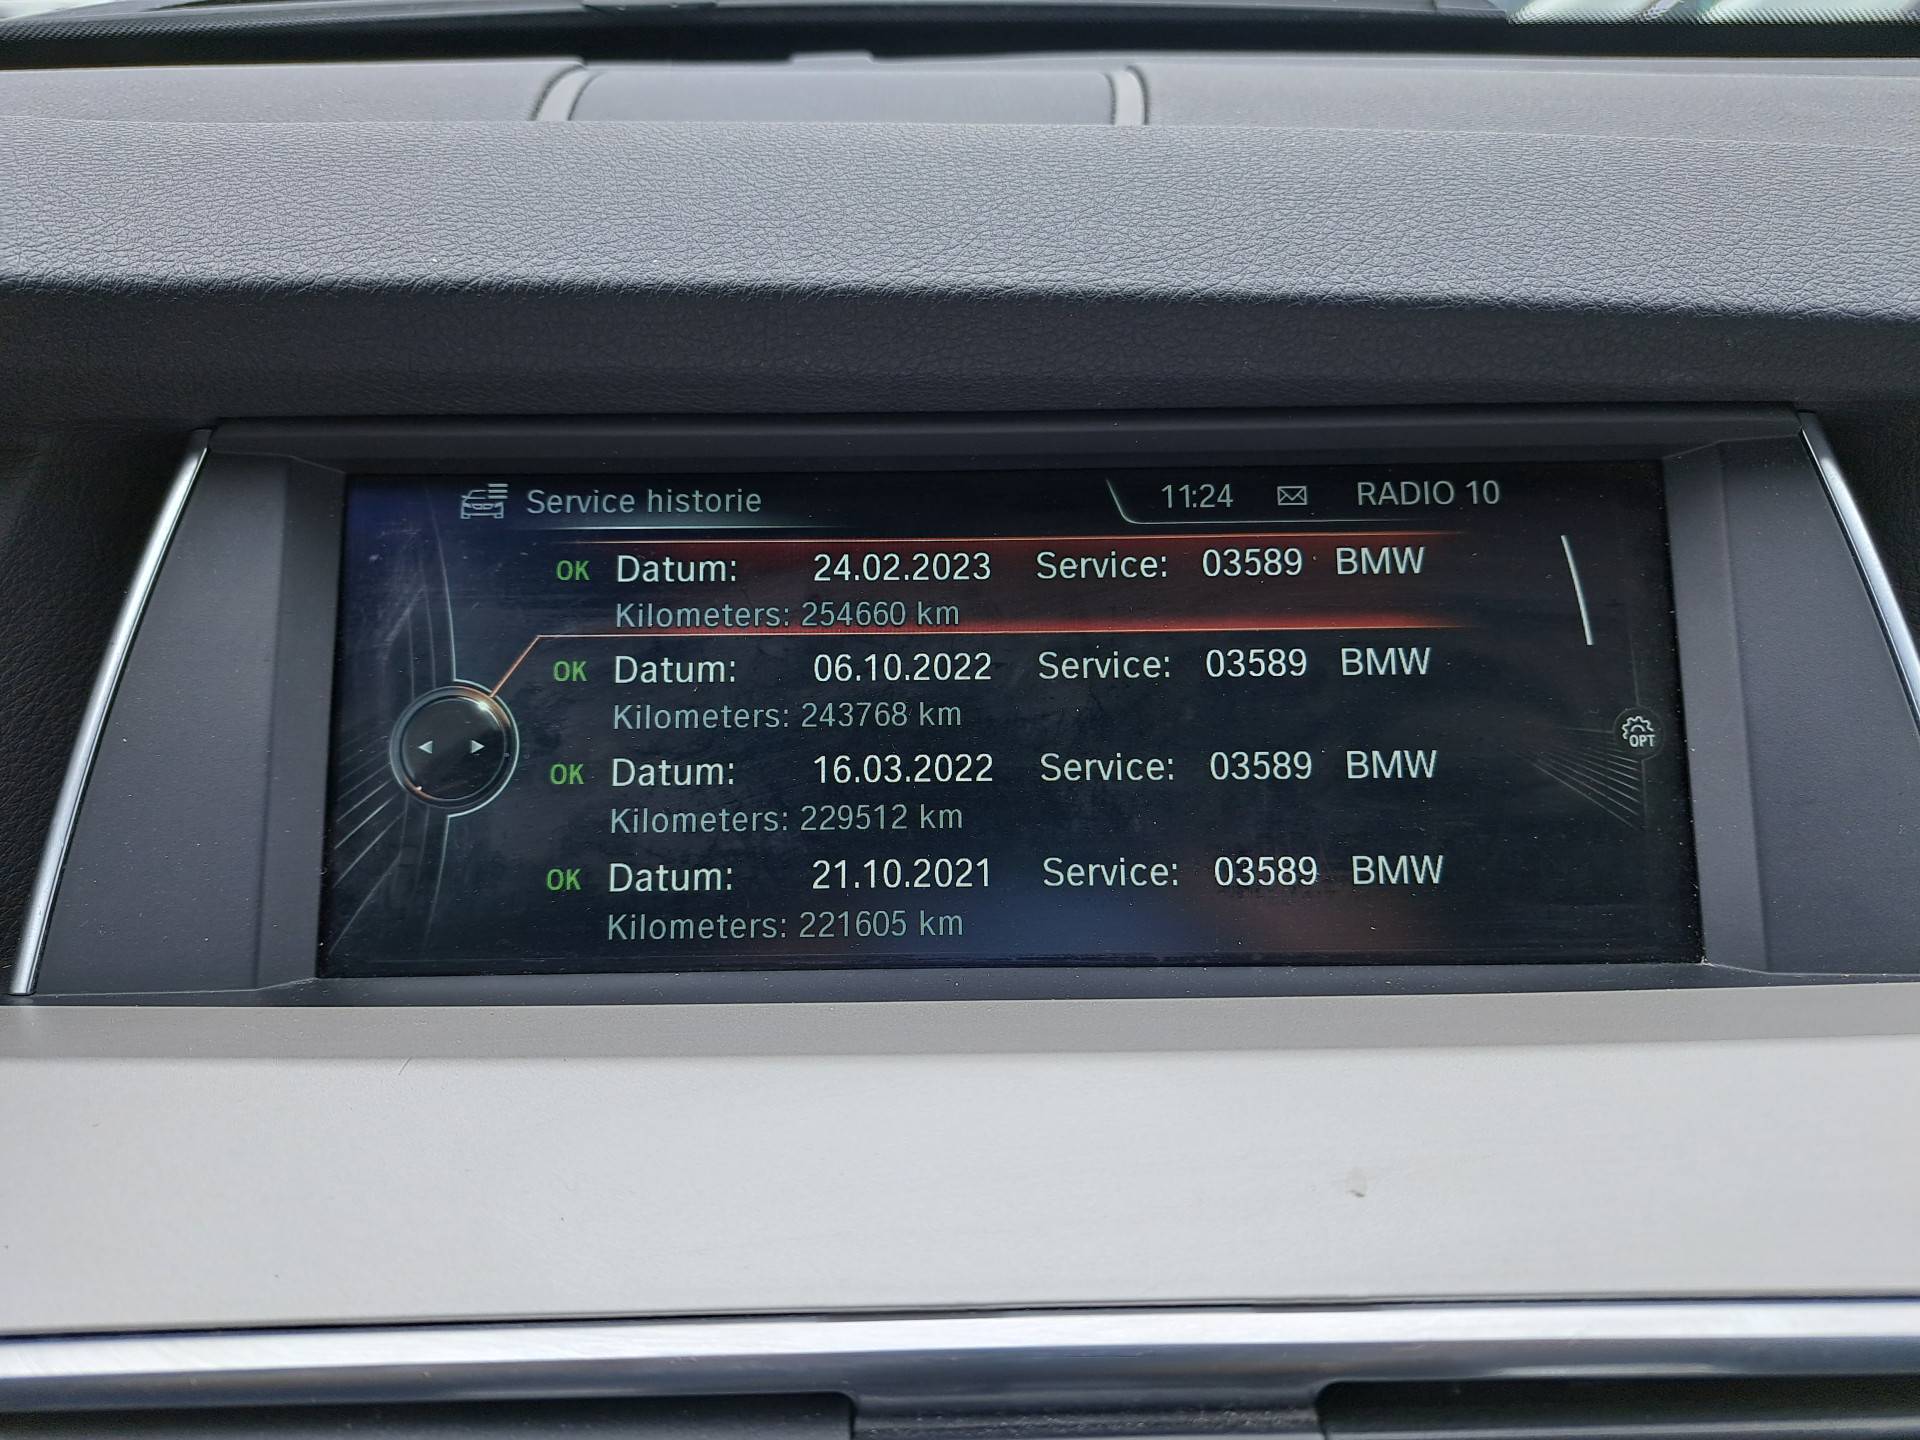 Service historie 11:24 RADIO 10
OK Datum: 24.02.2023 Service: 03589 BMW
Kilometers: 254660 km
OK Datum: 06.10.2022 Service: 03589 BMW
Kilometers: 243768 km
OK Datum: 16.03.2022 Service: 03589 BMW
Kilometers: 229512 km
OK Datum: 21.10.2021 Service: 03589 BMW
Kilometers: 221605 km
OPT